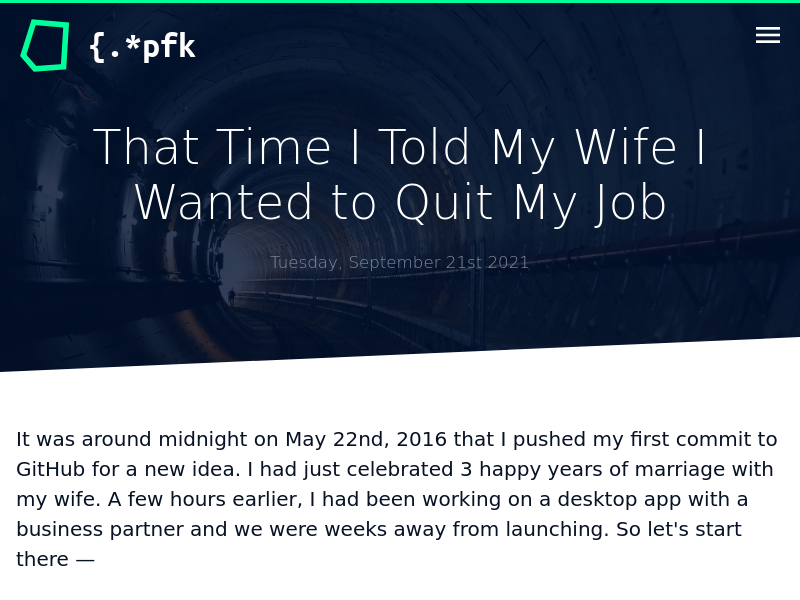 {.*pfk
That Time I Told My Wife I
Wanted to Quit My Job
Tuesday, September 21st 2021
It was around midnight on May 22nd, 2016 that I pushed my first commit to
GitHub for a new idea. I had just celebrated 3 happy years of marriage with
my wife. A few hours earlier, I had been working on a desktop app with a
business partner and we were weeks away from launching. So let's start
there —